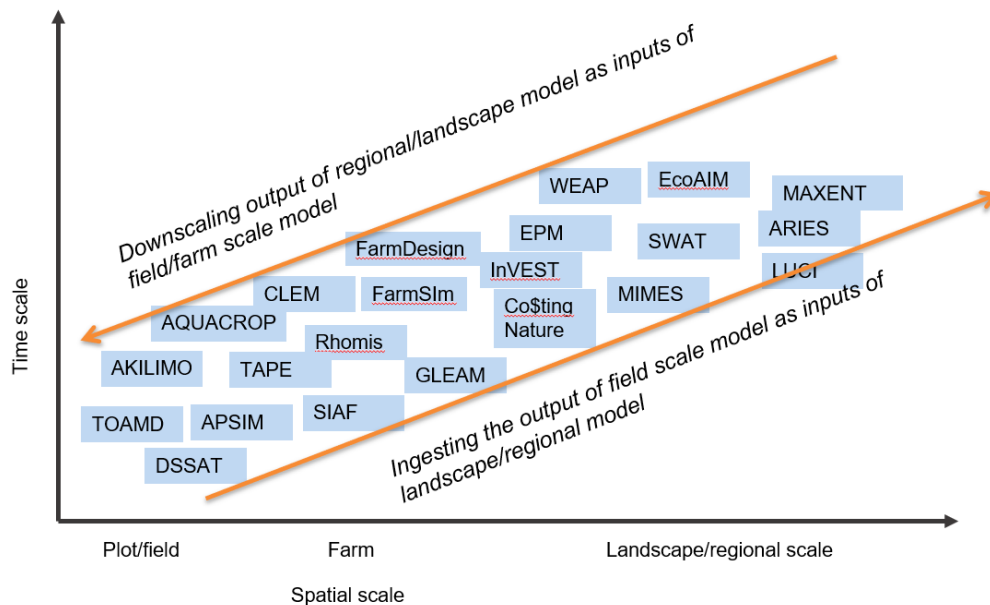 Downscaling output of regional/landscape model as inputs of
field/farm scale model
WEAP
EcoAIM
MAXENT
ARIES
EPM
SWAT
FarmDesign
InVEST
LUCI
CLEM
FarmSIm
Co$ting
Nature
MIMES
AQUACROP
Rhomis
AKILIMO
TAPE
GLEAM
TOAMD
APSIM
SIAF
DSSAT
Ingesting the output of field scale model as inputs of
landscape/regional model
Time scale
Plot/field
Farm
Landscape/regional scale
Spatial scale